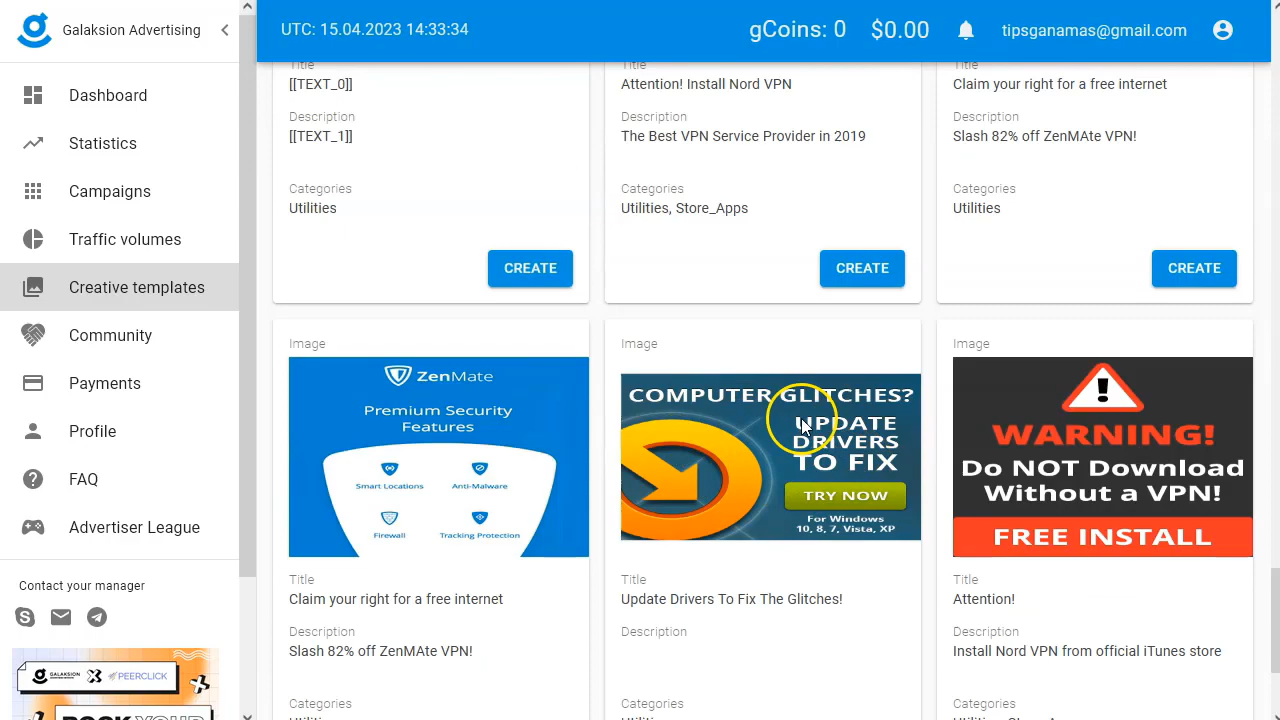 Galaksion Advertising
UTC: 15.04.2023 14:33:34
gCoins: 0
$0.00
tipsganamas@gmail.com
Dashboard
Statistics
Campaigns
Traffic volumes
Creative templates
Community
Payments
Profile
FAQ
Advertisr League
Contact your manager
GALAKSION
PEERCLICK
ROCK YOUR
Title
[[TEXT_0]]
Description
[[TEXT_1]]
Categories
Utilities
CREATE
Title
Attention! Install Nord VPN
Description
The Best VPN Service Provider in 2019
Categories
Utilities, Store_Apps
CREATE
Title
Claim your right for a free internet
Description
Slash 82% off ZenMAte VPN!
Categories
Utilities
CREATE
Image
ZenMate
Premium Security
Features
Smart Locations
Anti-Malware
Firewall
Tracking Protection
Title
Claim your right for a free internet
Description
Slash 82% off ZenMAte VPN!
Categories
Utilities
Image
COMPUTER GLITCHES?
UPDATE
DRIVERS
TO FIX
TRY NOW
For Windows
10, 8, 7, Vista, XP
Title
Update Drivers To Fix The Glitches!
Description
Categories
Utilities
Image
WARNING!
Do NOT Download
Without a VPN!
FREE INSTALL
Title
Attention!
Description
Install Nord VPN from official iTunes store
Categories
Utilities, Store_Apps